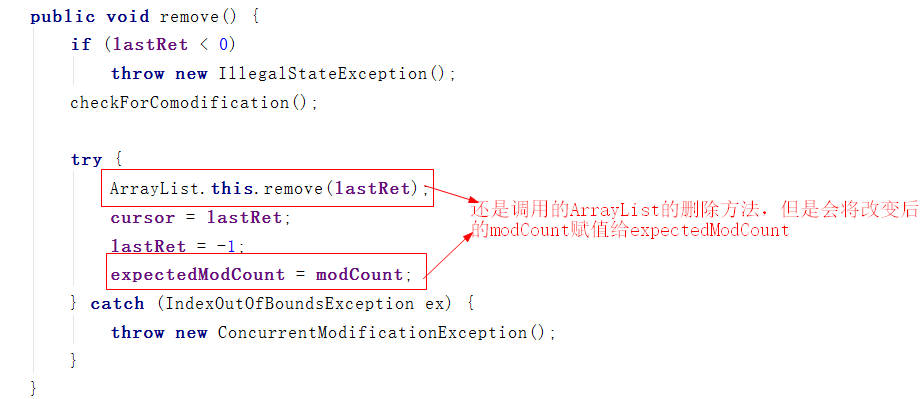 public void remove() {
if (lastRet < 0)
throw new IllegalStateException();
checkForComodification();
try {
ArrayList.this.remove(lastRet);
cursor = lastRet;
lastRet = -1;
expectedModCount = modCount;
还是调用的ArrayList的删除方法，但是会将改变后
的modCount赋值给expectedModCount
} catch (IndexOutOfBoundsException ex) {
throw new ConcurrentModificationException();
}
}